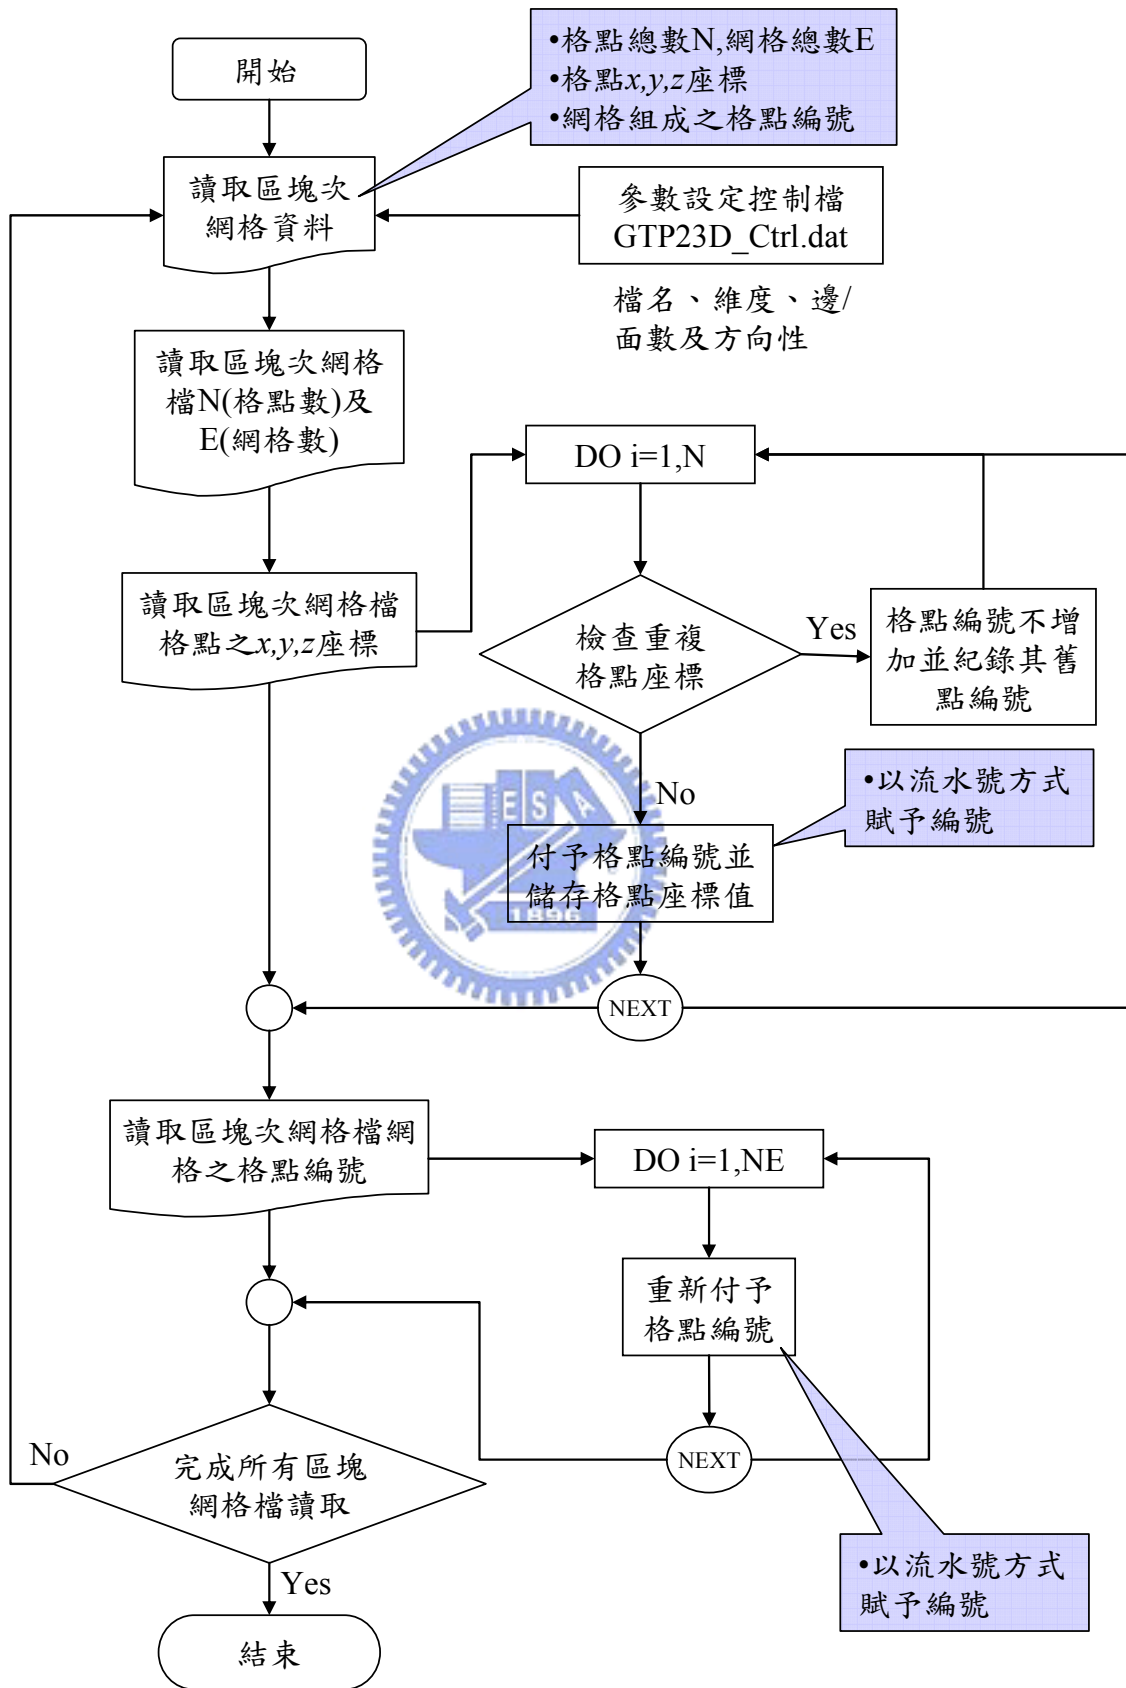 開始
•格點總數N,網格總數E
•格點x,y,z座標
•網格組成之格點編號
讀取區塊次
網格資料
參數設定控制檔
GTP23D_Ctrl.dat
檔名、維度、邊/
面數及方向性
讀取區塊次網格
檔N(格點數)及
E(網格數)
DO i=1,N
讀取區塊次網格檔
格點之x,y,z座標
檢查重複
格點座標
Yes
格點編號不增
加並紀錄其舊
點編號
No
•以流水號方式
賦予編號
付予格點編號並
儲存格點座標值
ESA
1896
NEXT
讀取區塊次網格檔網
格之格點編號
DO i=1,NE
重新付予
格點編號
NEXT
No
完成所有區塊
網格檔讀取
•以流水號方式
賦予編號
Yes
結束